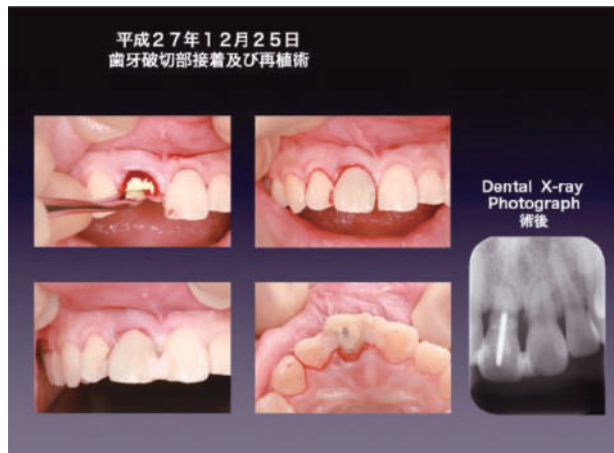 平成２７年１２月２５日
歯牙破切部接着及び再植術
Dental X-ray
Photograph
術後